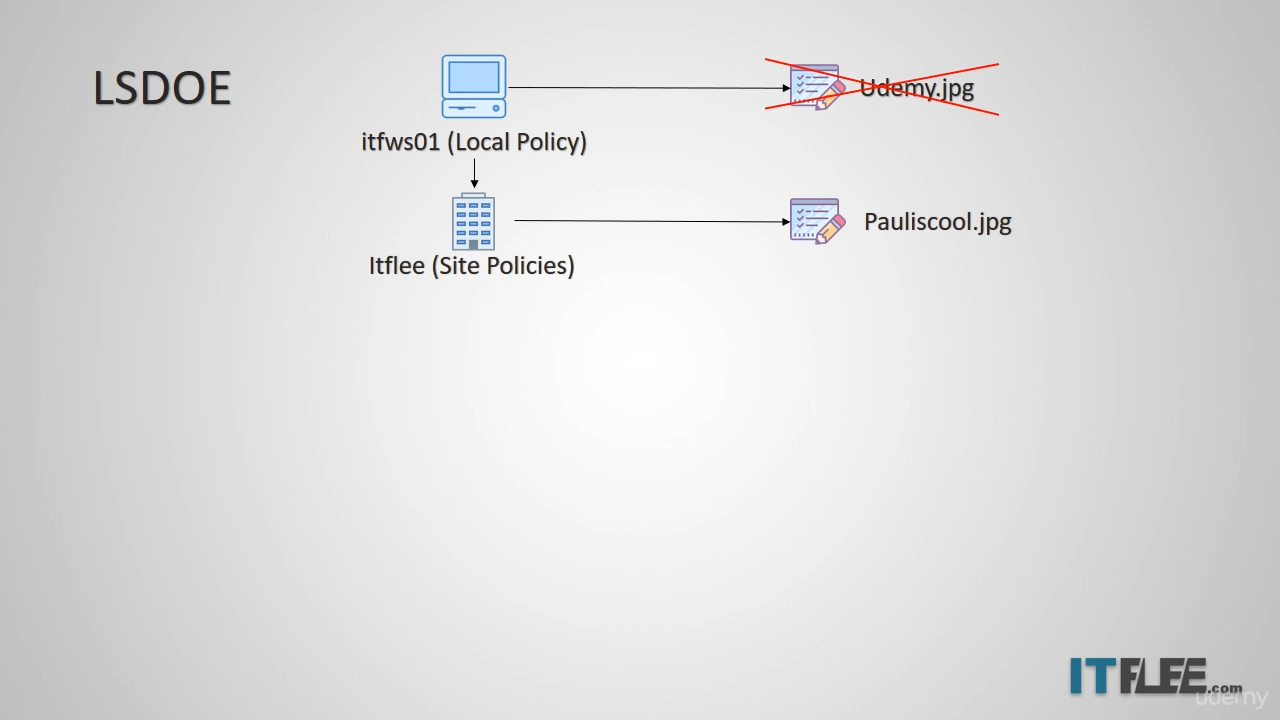 LSDOE
Udemy.jpg
itfws01 (Local Policy)
Pauliscool.jpg
Itflee (Site Policies)
ITFLEE.com
udemy